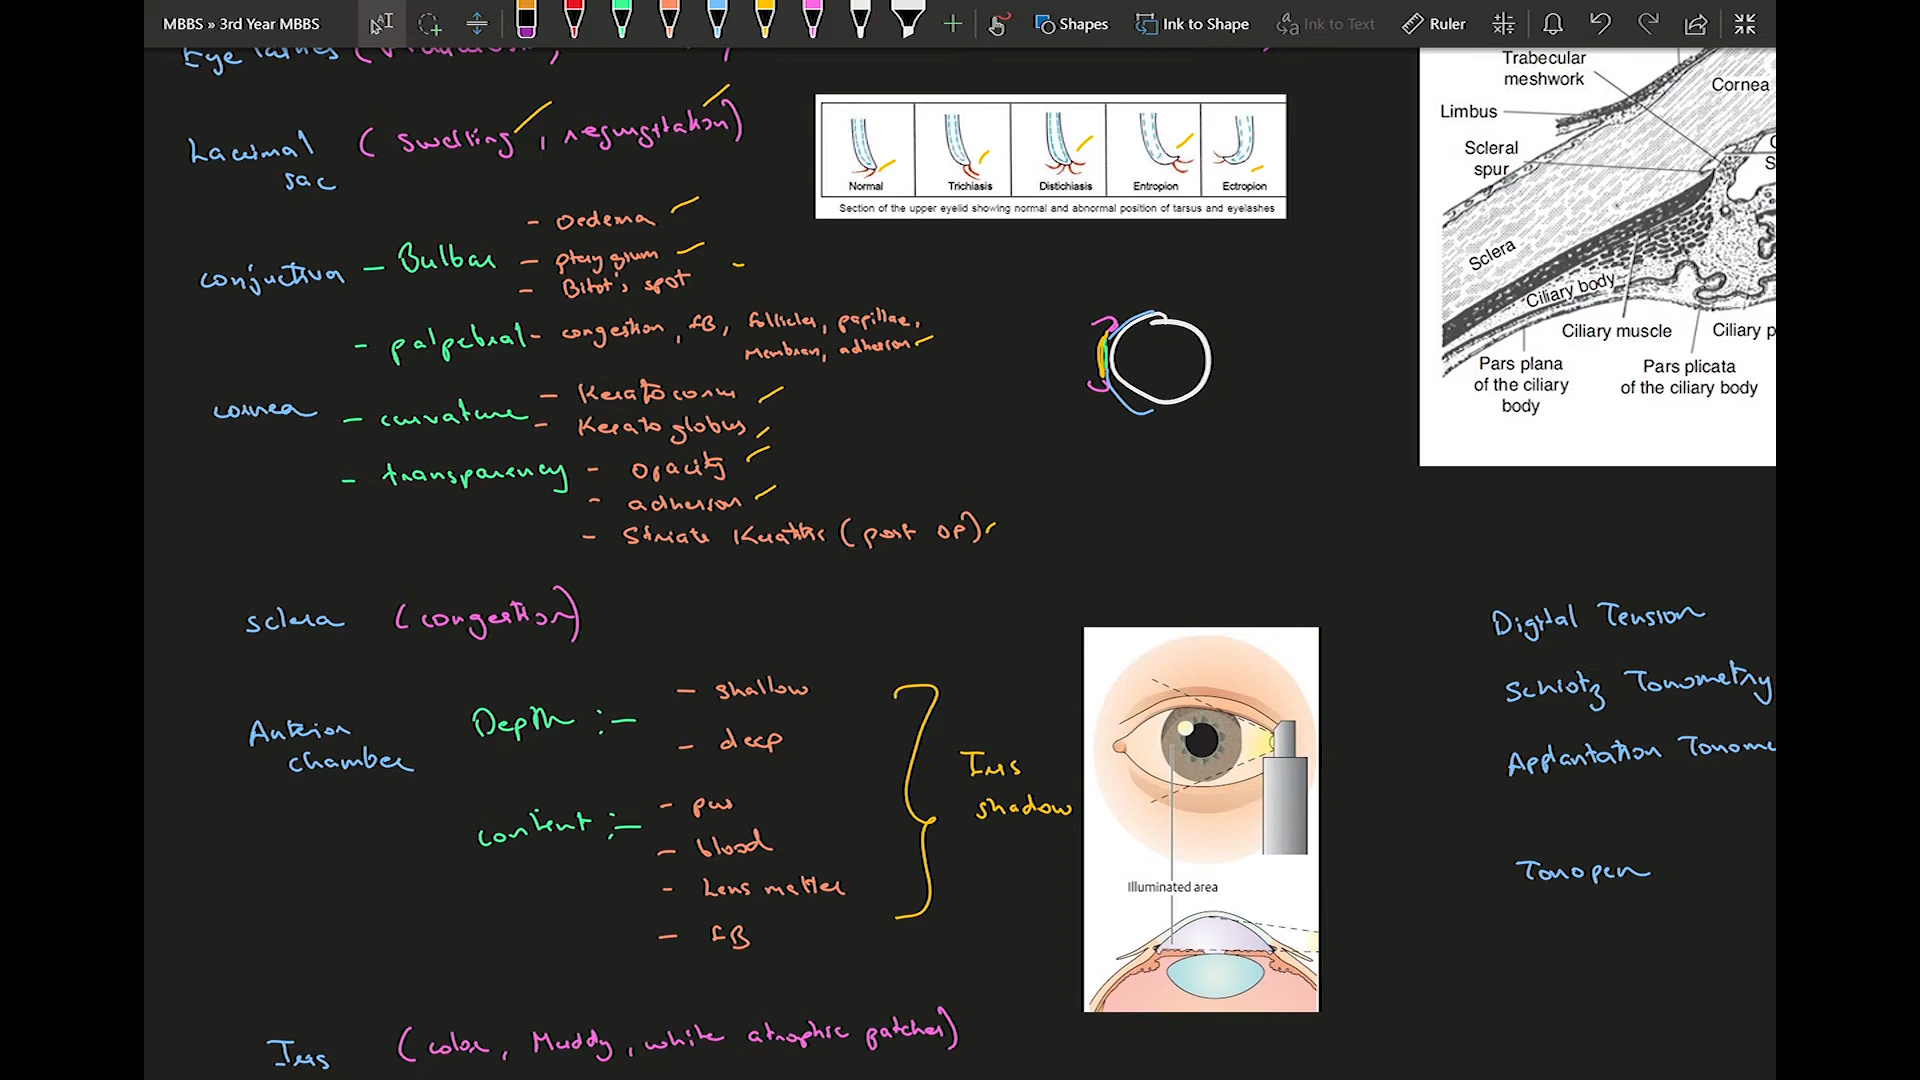 MBBS » 3rd Year MBBS
Shapes
Ink to Shape
Ink to Text
Ruler
Eye lashes (
Lacrimal sac (swelling, regurgitation)
conjuctiva - Bulbar - oedema
- pterygium
- Bitot's spot
- palpebral - congestion, FB, follicles, papillae,
Membran, adhesion
cornea - curvature - Keratoconus
- Keratoglobus
- transparency - opacity
- adhesion
- Striate Keratitis (post op)
sclera (congestion)
Anterior chamber
Depth :- - shallow
- deep
content :- - pus
- blood
- Lens matter
- FB
Iris shadow
Iris (color, Muddy, white atrophic patches)
Normal
Trichiasis
Distichiasis
Entropion
Ectropion
Section of the upper eyelid showing normal and abnormal position of tarsus and eyelashes
Illuminated area
Trabecular
meshwork
Cornea
Limbus
Scleral
spur
Sclera
Ciliary body
Ciliary muscle
Ciliary p
Pars plana
of the ciliary
body
Pars plicata
of the ciliary body
Digital Tension
Schiotz Tonometry
Applantation Tonome
Tonopen